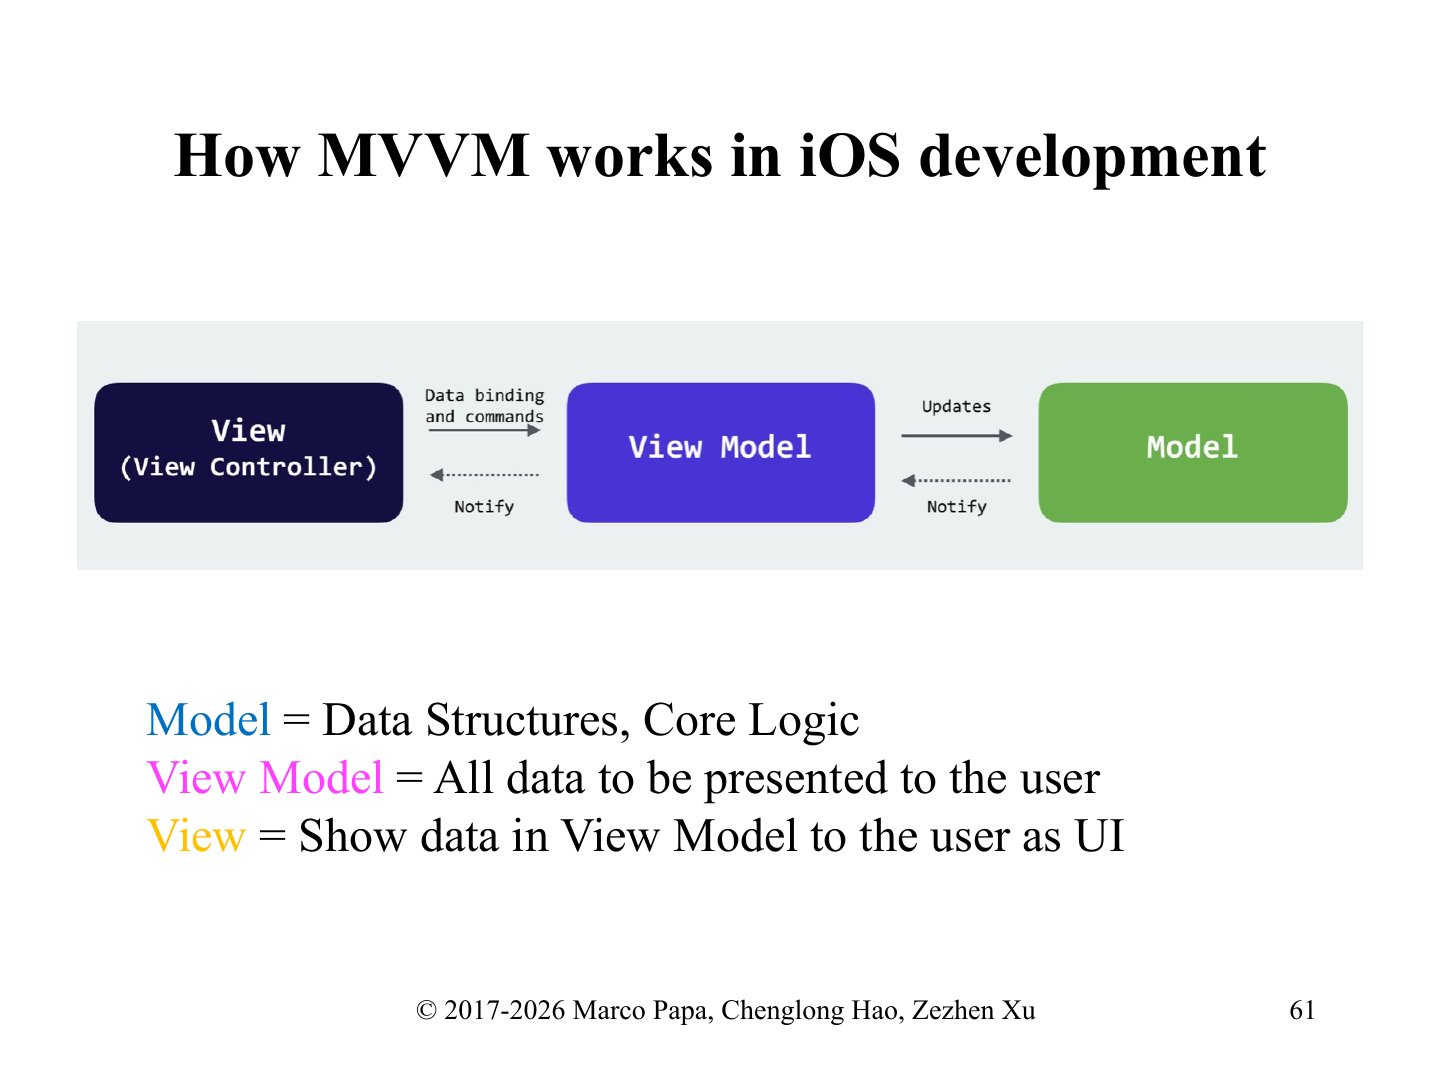 How MVVM works in iOS development
View
(View Controller)
Data binding
and commands
Notify
View Model
Updates
Notify
Model
Model = Data Structures, Core Logic
View Model = All data to be presented to the user
View = Show data in View Model to the user as UI
© 2017-2026 Marco Papa, Chenglong Hao, Zezhen Xu
61